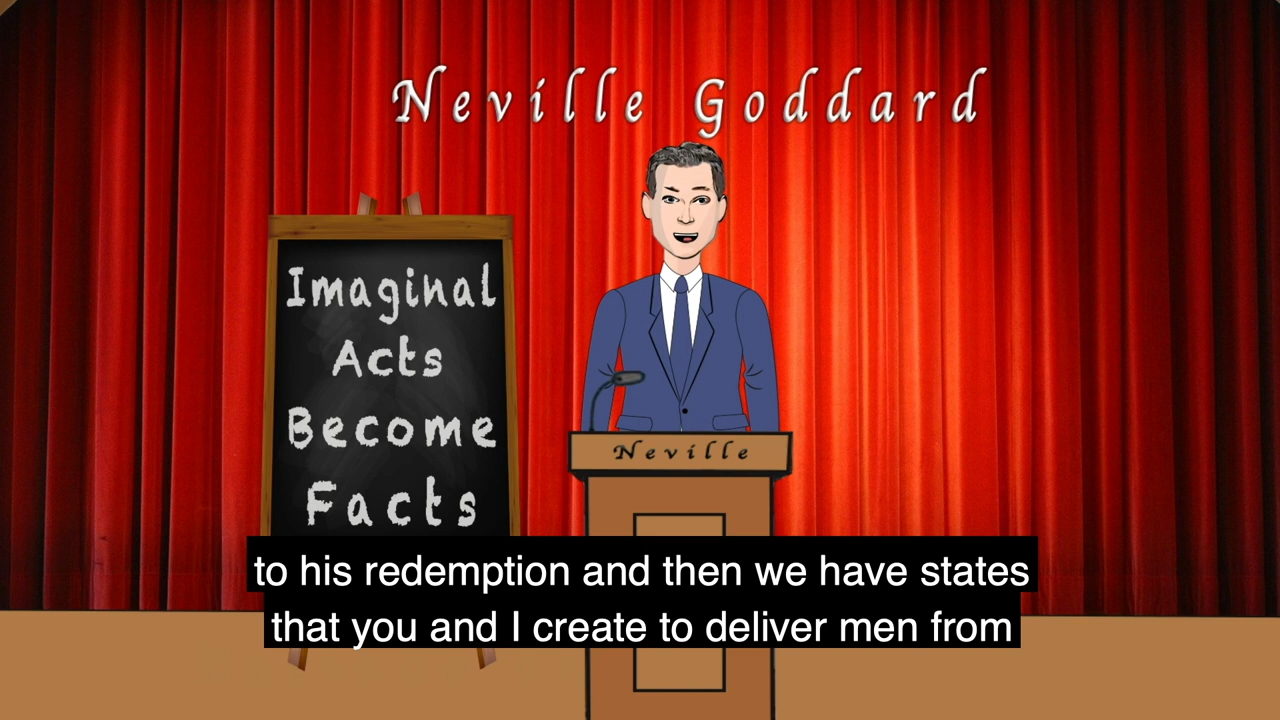 Neville Goddard
Imaginal
Acts
Become
Facts
Neville
to his redemption and then we have states
that you and I create to deliver men from